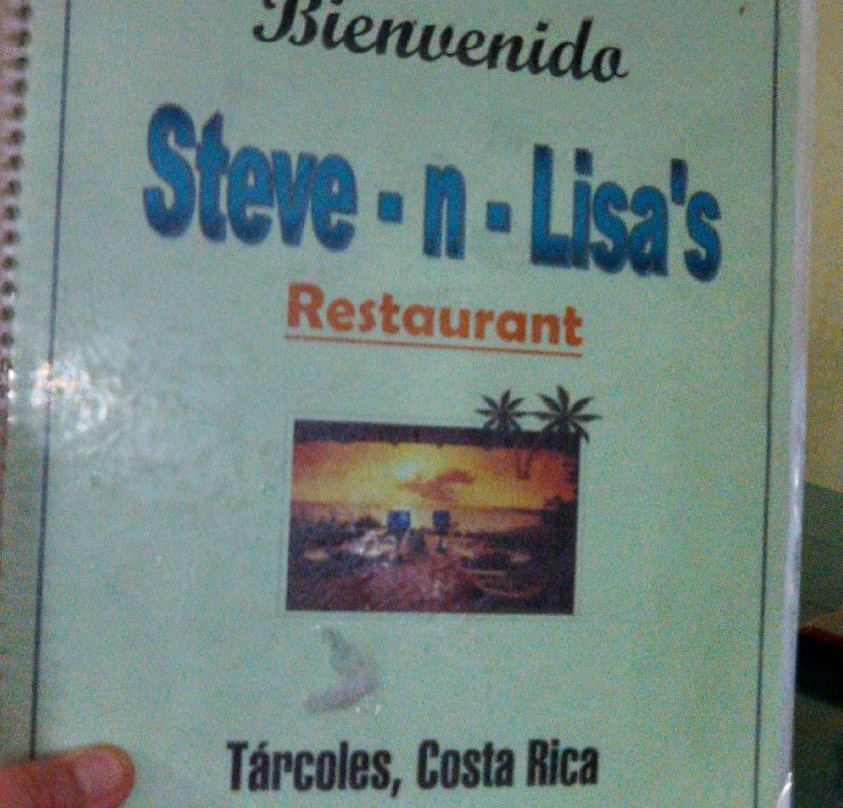 Bienvenido
Steve - n - Lisa's
Restaurant
Tárcoles, Costa Rica